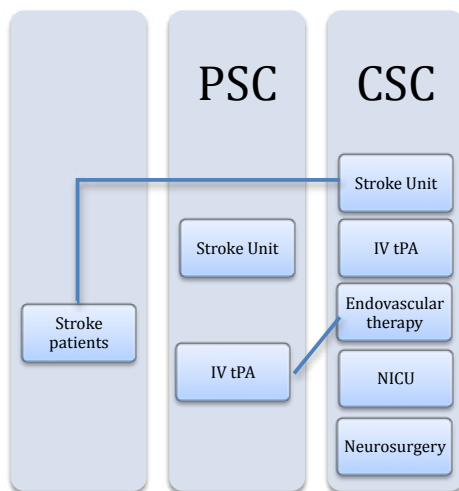 PSC
CSC
Stroke Unit
Stroke Unit
IV tPA
Endovascular
therapy
Stroke
patients
IV tPA
NICU
Neurosurgery